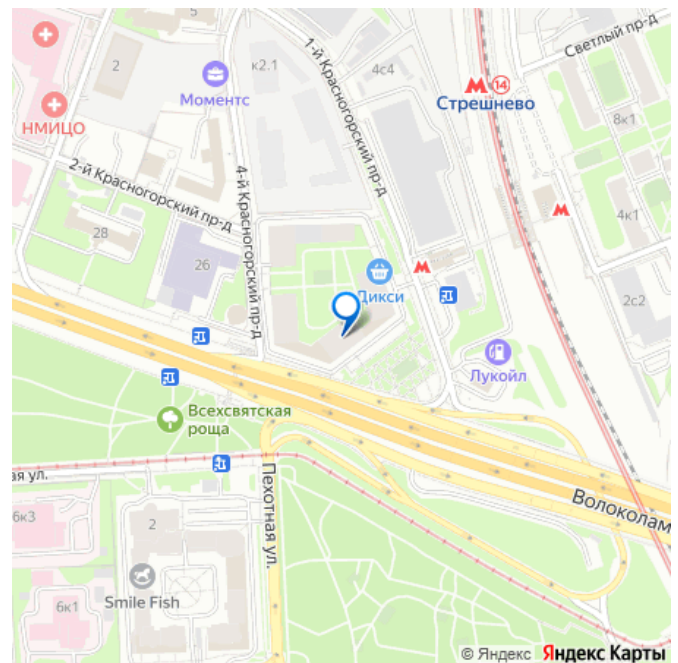 5
Светлый пр-д
2
к2.1
4с4
14
Моментс
1-й Красногорский пр-д
Стрешнево
НМИЦО
8к1
2-й Красногорский пр-д
4-й Красногорский пр-д
4к1
28
26
Дикси
2с2
Лукойл
Всехсвятская
роща
ая ул.
Пехотная ул.
Волоколам
6к3
2
Smile Fish
6к1
© Яндекс Яндекс Карты